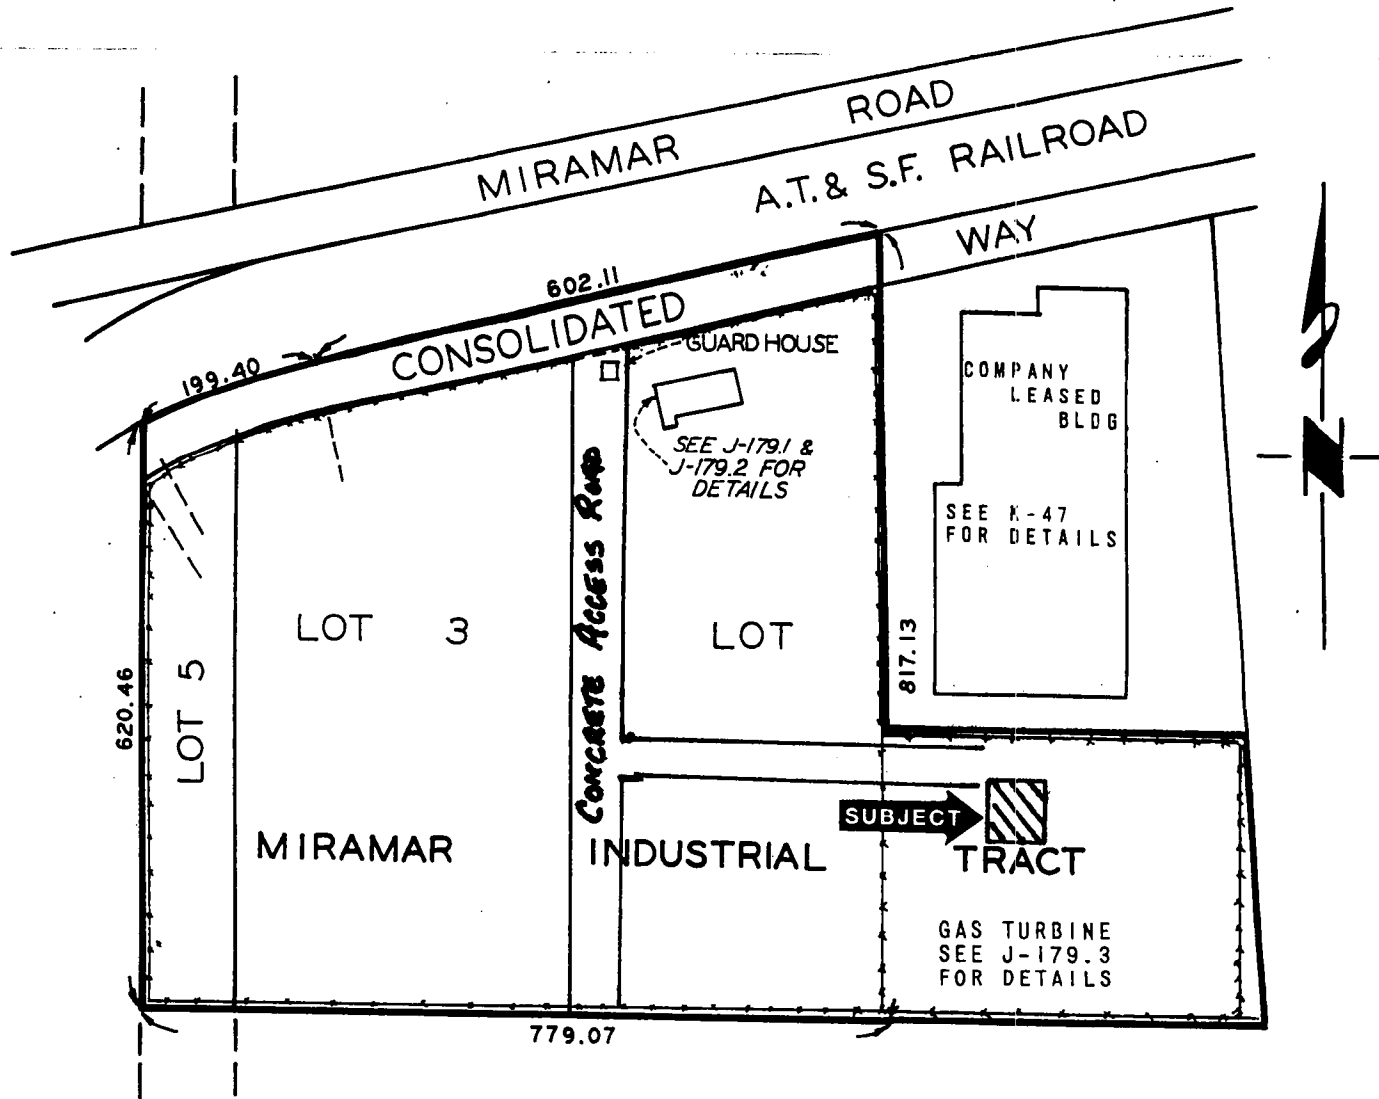 MIRAMAR ROAD
A.T. & S.F. RAILROAD
CONSOLIDATED WAY
602.11
199.40
GUARD HOUSE
COMPANY
LEASED
BLDG
SEE J-179.1 &
J-179.2 FOR
DETAILS
SEE K-47
FOR DETAILS
CONCRETE ACCESS ROAD
LOT 3
LOT
LOT 5
817.13
620.46
SUBJECT
MIRAMAR INDUSTRIAL TRACT
GAS TURBINE
SEE J-179.3
FOR DETAILS
779.07